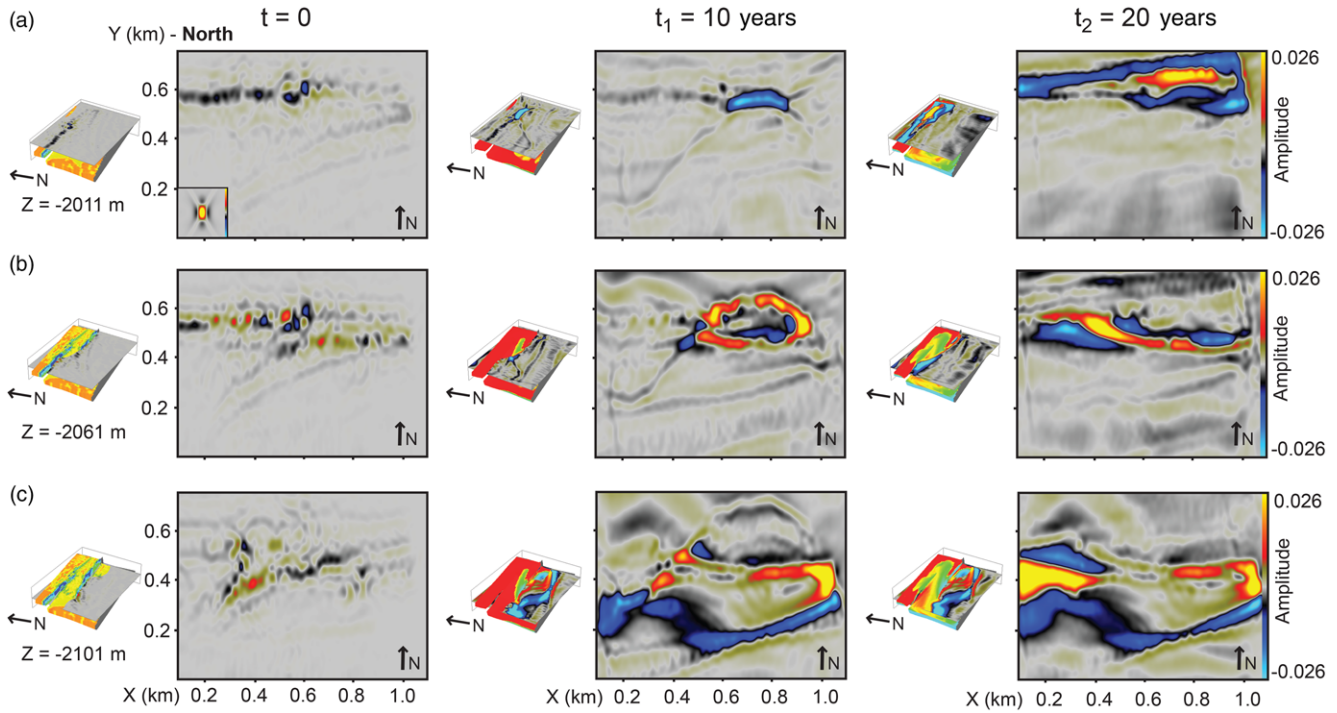 (a) t = 0 t₁ = 10 years t₂ = 20 years
Y (km) - North
0.6
0.4
0.2
N
Z = -2011 m
N
N
N
N
N
0.026
Amplitude
-0.026
(b)
0.6
0.4
0.2
N
Z = -2061 m
N
N
N
N
N
0.026
Amplitude
-0.026
(c)
0.6
0.4
0.2
N
Z = -2101 m
N
N
N
N
N
0.026
Amplitude
-0.026
X (km) 0.2 0.4 0.6 0.8 1.0
X (km) 0.2 0.4 0.6 0.8 1.0
X (km) 0.2 0.4 0.6 0.8 1.0